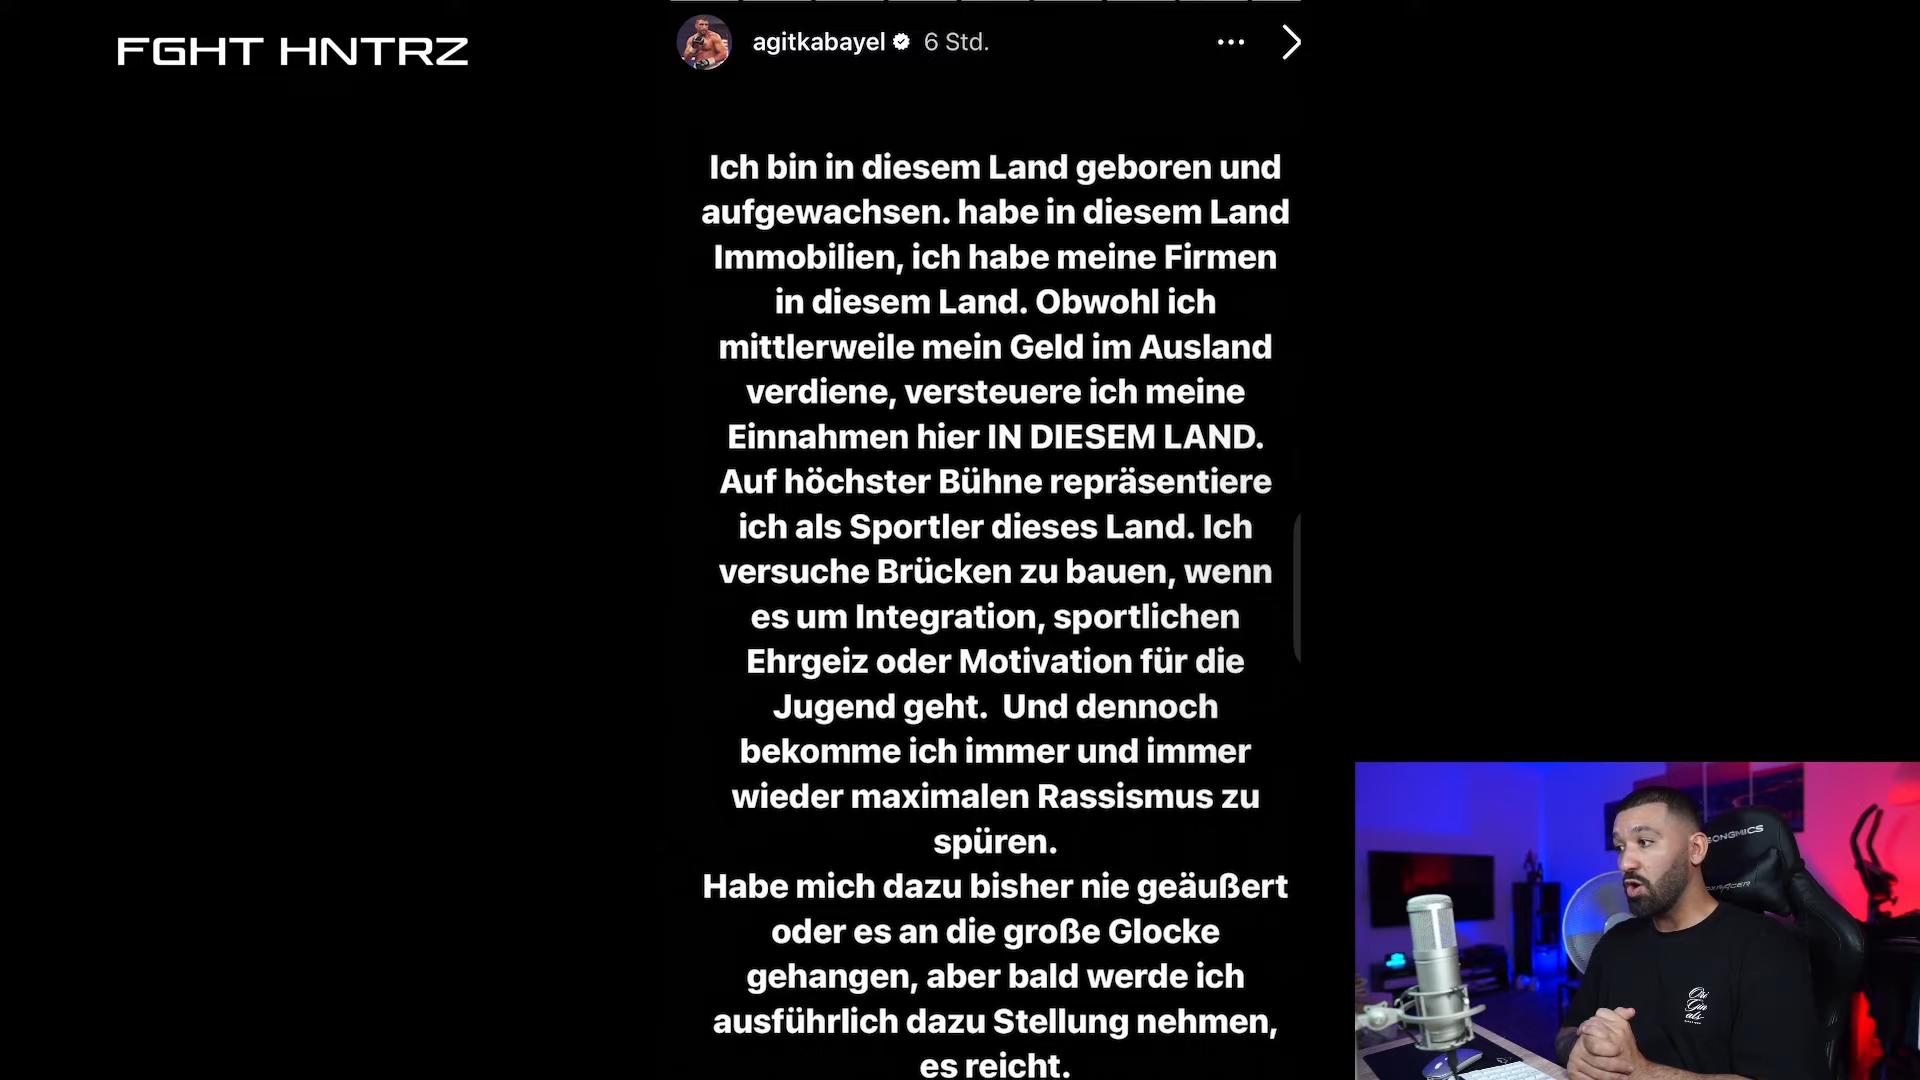 FGHT HNTRZ
agitkabayel 6 Std.
Ich bin in diesem Land geboren und
aufgewachsen. habe in diesem Land
Immobilien, ich habe meine Firmen
in diesem Land. Obwohl ich
mittlerweile mein Geld im Ausland
verdiene, versteuere ich meine
Einnahmen hier IN DIESEM LAND.
Auf höchster Bühne repräsentiere
ich als Sportler dieses Land. Ich
versuche Brücken zu bauen, wenn
es um Integration, sportlichen
Ehrgeiz oder Motivation für die
Jugend geht.  Und dennoch
bekomme ich immer und immer
wieder maximalen Rassismus zu
spüren.
Habe mich dazu bisher nie geäußert
oder es an die große Glocke
gehangen, aber bald werde ich
ausführlich dazu Stellung nehmen,
es reicht.
Ori
Gin
als